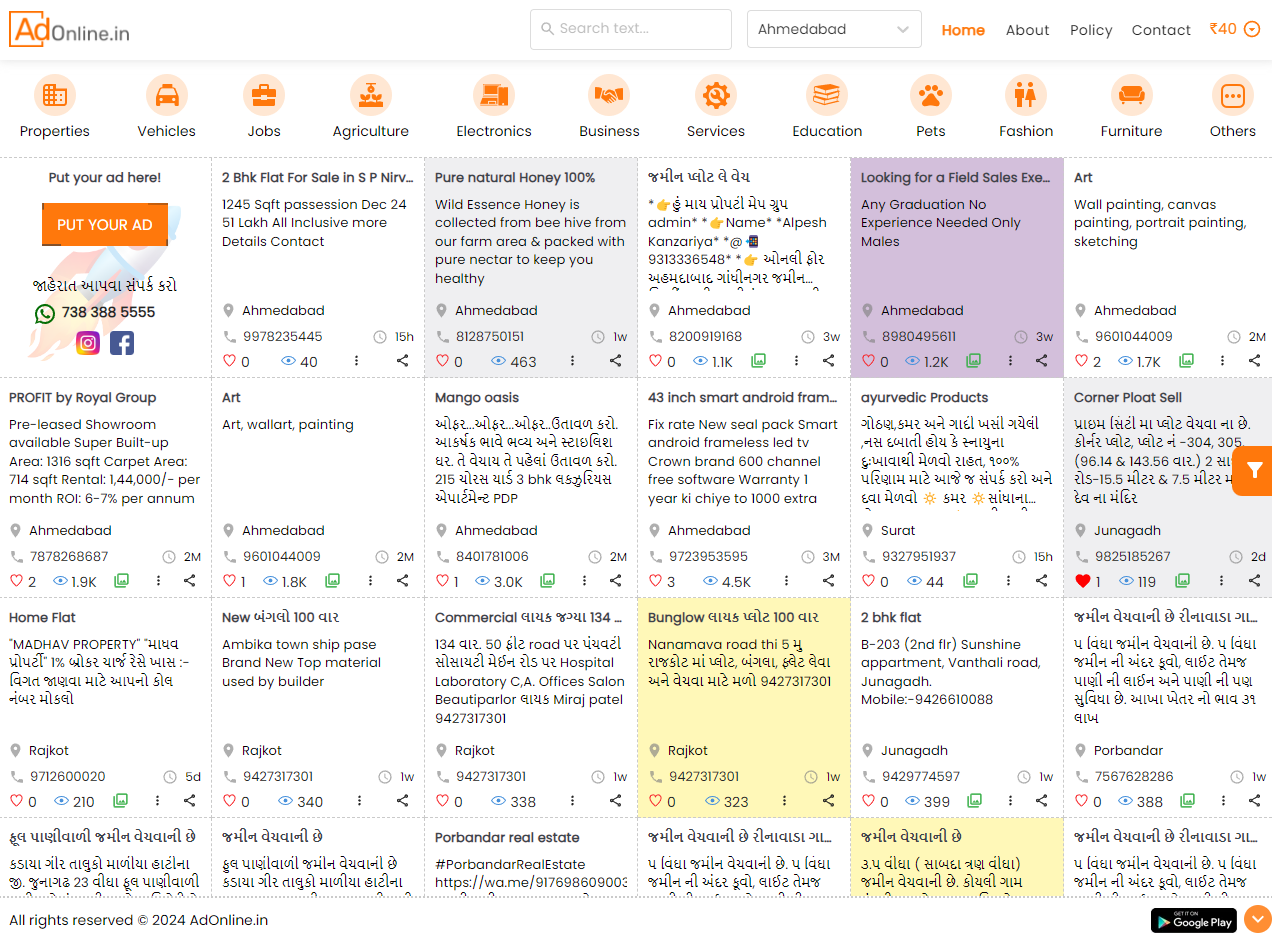 AdOnline.in
Search text...
Ahmedabad
Home
About
Policy
Contact
₹40
Properties
Vehicles
Jobs
Agriculture
Electronics
Business
Services
Education
Pets
Fashion
Furniture
Others
Put your ad here!
PUT YOUR AD
જાહેરાત આપવા સંપર્ક કરો
738 388 5555
2 Bhk Flat For Sale in S P Nirv...
1245 Sqft passession Dec 24
51 Lakh All Inclusive more
Details Contact
Ahmedabad
9978235445 15h
0 40
Pure natural Honey 100%
Wild Essence Honey is
collected from bee hive from
our farm area & packed with
pure nectar to keep you
healthy
Ahmedabad
8128750151 1w
0 463
જમીન પ્લોટ લે વેચ
*👉હું માય પ્રોપટી મેપ ગ્રુપ
admin* *👉Name* *Alpesh
Kanzariya* *@📲
9313336548* *👉 ઓનલી ફોર
અહમદાબાદ ગાંધીનગર જમીન...
Ahmedabad
8200919168 3w
0 1.1K
Looking for a Field Sales Exe...
Any Graduation No
Experience Needed Only
Males
Ahmedabad
8980495611 3w
0 1.2K
Art
Wall painting, canvas
painting, portrait painting,
sketching
Ahmedabad
9601044009 2M
2 1.7K
PROFIT by Royal Group
Pre-leased Showroom
available Super Built-up
Area: 1316 sqft Carpet Area:
714 sqft Rental: 1,44,000/- per
month ROI: 6-7% per annum
Ahmedabad
7878268687 2M
2 1.9K
Art
Art, wallart, painting
Ahmedabad
9601044009 2M
1 1.8K
Mango oasis
ઓફર...ઓફર...ઓફર..ઉતાવળ કરો.
આકર્ષક ભાવે ભવ્ય અને સ્ટાઇલિશ
ઘર. તે વેચાય તે પહેલાં ઉતાવળ કરો.
215 ચોરસ યાર્ડ 3 bhk લકઝુરિયસ
એપાર્ટમેન્ટ PDP
Ahmedabad
8401781006 2M
1 3.0K
43 inch smart android fram...
Fix rate New seal pack Smart
android frameless led tv
Crown brand 600 channel
free software Warranty 1
year ki chiye to 1000 extra
Ahmedabad
9723953595 3M
3 4.5K
ayurvedic Products
ગોઠણ,કમર અને ગાદી ખસી ગયેલી
,નસ દબાતી હોય કે સ્નાયુના
દુઃખાવાથી મેળવો રાહત, ૧૦૦%
પરિણામ માટે આજે જ સંપર્ક કરો અને
દવા મેળવો 🔅 કમર 🔅સાંધાના...
Surat
9327951937 15h
0 44
Corner Ploat Sell
પ્રાઇમ સિટી મા પ્લોટ વેચવા ના છે.
કોર્નર પ્લોટ, પ્લોટ નં -304, 305.
(96.14 & 143.56 વાર.) 2 સા
રોડ-15.5 મીટર & 7.5 મીટર મ
દેવ ના મંદિર
Junagadh
9825185267 2d
1 119
Home Flat
"MADHAV PROPERTY" "માધવ
પ્રોપર્ટી" 1% બ્રોકર ચાર્જ રેસે ખાસ :-
વિગત જાણવા માટે આપનો કોલ
નંબર મોકલો
Rajkot
9712600020 5d
0 210
New બંગલો 100 વાર
Ambika town ship pase
Brand New Top material
used by builder
Rajkot
9427317301 1w
0 340
Commercial લાયક જગ્યા 134 ...
134 વાર. 50 ફીટ road પર પંચવટી
સોસાયટી મેઈન રોડ પર Hospital
Laboratory C,A. Offices Salon
Beautiparlor લાયક Miraj patel
9427317301
Rajkot
9427317301 1w
0 338
Bunglow લાયક પ્લોટ 100 વાર
Nanamava road thi 5 મુ
રાજકોટ માં પ્લોટ, બંગલા, ફ્લેટ લેવા
અને વેચવા માટે મળો 9427317301
Rajkot
9427317301 1w
0 323
2 bhk flat
B-203 (2nd flr) Sunshine
appartment, Vanthali road,
Junagadh.
Mobile:-9426610088
Junagadh
9429774597 1w
0 399
જમીન વેચવાની છે રીનાવાડા ગા...
પ વિઘા જમીન વેચવાની છે. પ વિઘા
જમીન ની અંદર કૂવો, લાઈટ તેમજ
પાણી ની લાઈન અને પાણી ની પણ
સુવિધા છે. આખા ખેતર નો ભાવ ૩૧
લાખ
Porbandar
7567628286 1w
0 388
ફૂલ પાણીવાળી જમીન વેચવાની છે
કડાયા ગીર તાલુકો માળીયા હાટીના
જી. જુનાગઢ 23 વીઘા ફૂલ પાણીવાળી
જમીન વેચવાની છે
ફુલ પાણીવાળી જમીન વેચવાની છે
કડાયા ગીર તાલુકો માળીયા હાટીના
Porbandar real estate
#PorbandarRealEstate
https://wa.me/917698609003
જમીન વેચવાની છે રીનાવાડા ગા...
પ વિઘા જમીન વેચવાની છે. પ વિઘા
જમીન ની અંદર કૂવો, લાઈટ તેમજ
જમીન વેચવાની છે
૩.૫ વીઘા ( સાબદા ત્રણ વીઘા)
જમીન વેચવાની છે. કોયલી ગામ
જમીન વેચવાની છે રીનાવાડા ગા...
પ વિઘા જમીન વેચવાની છે. પ વિઘા
જમીન ની અંદર કૂવો, લાઈટ તેમજ
All rights reserved © 2024 AdOnline.in
GET IT ON
Google Play